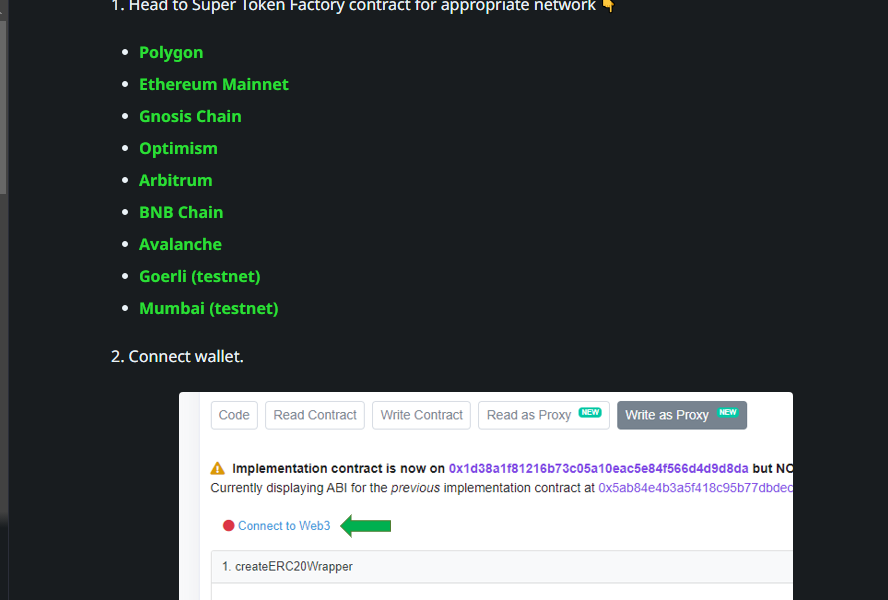 1. Head to Super Token Factory contract for appropriate network 👇
Polygon
Ethereum Mainnet
Gnosis Chain
Optimism
Arbitrum
BNB Chain
Avalanche
Goerli (testnet)
Mumbai (testnet)
2. Connect wallet.
Code Read Contract Write Contract Read as Proxy NEW Write as Proxy NEW
Implementation contract is now on 0x1d38a1f81216b73c05a10eac5e84f566d4d9d8da but NO
Currently displaying ABI for the previous implementation contract at 0x5ab84e4b3a5f418c95b77dbdec
Connect to Web3
1. createERC20Wrapper